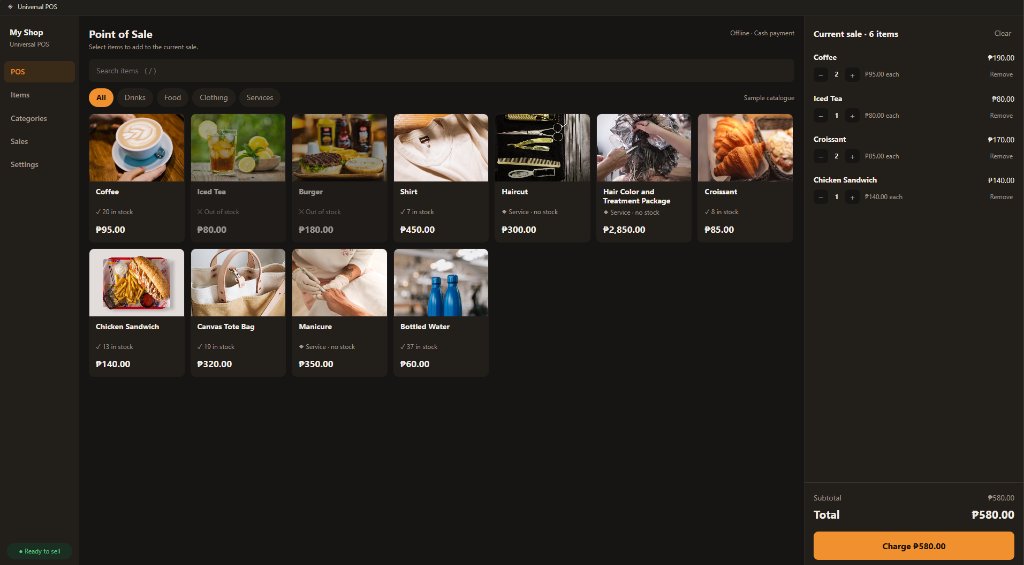 Universal POS
My Shop
Universal POS
POS
Items
Categories
Sales
Settings
● Ready to sell
Point of Sale
Select items to add to the current sale.
Offline · Cash payment
Search items ( / )
All
Drinks
Food
Clothing
Services
Sample catalogue
Coffee
✓ 20 in stock
₱95.00
Iced Tea
✕ Out of stock
₱80.00
Burger
✕ Out of stock
₱180.00
Shirt
✓ 7 in stock
₱450.00
Haircut
◆ Service · no stock
₱300.00
Hair Color and
Treatment Package
◆ Service · no stock
₱2,850.00
Croissant
✓ 8 in stock
₱85.00
Chicken Sandwich
✓ 13 in stock
₱140.00
Canvas Tote Bag
✓ 19 in stock
₱320.00
Manicure
◆ Service · no stock
₱350.00
Bottled Water
✓ 37 in stock
₱60.00
Current sale · 6 items
Clear
Coffee ₱190.00
− 2 + ₱95.00 each Remove
Iced Tea ₱80.00
− 1 + ₱80.00 each Remove
Croissant ₱170.00
− 2 + ₱85.00 each Remove
Chicken Sandwich ₱140.00
− 1 + ₱140.00 each Remove
Subtotal ₱580.00
Total ₱580.00
Charge ₱580.00